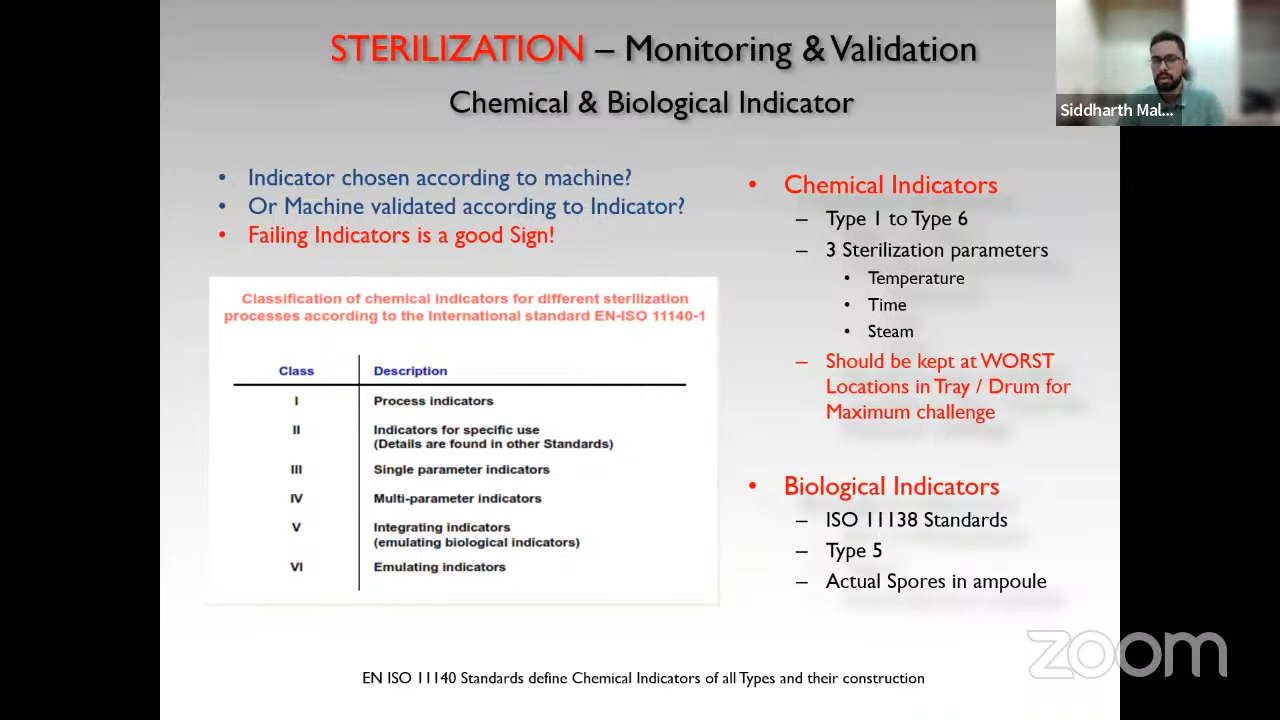 STERILIZATION – Monitoring & Validation
Chemical & Biological Indicator
Siddharth Mal...
• Indicator chosen according to machine?
• Or Machine validated according to Indicator?
• Failing Indicators is a good Sign!
Classification of chemical indicators for different sterilization
processes according to the International standard EN-ISO 11140-1
Class Description
I Process indicators
II Indicators for specific use
(Details are found in other Standards)
III Single parameter indicators
IV Multi-parameter indicators
V Integrating indicators
(emulating biological indicators)
VI Emulating indicators
• Chemical Indicators
– Type 1 to Type 6
– 3 Sterilization parameters
• Temperature
• Time
• Steam
– Should be kept at WORST
Locations in Tray / Drum for
Maximum challenge
• Biological Indicators
– ISO 11138 Standards
– Type 5
– Actual Spores in ampoule
zoom
EN ISO 11140 Standards define Chemical Indicators of all Types and their construction